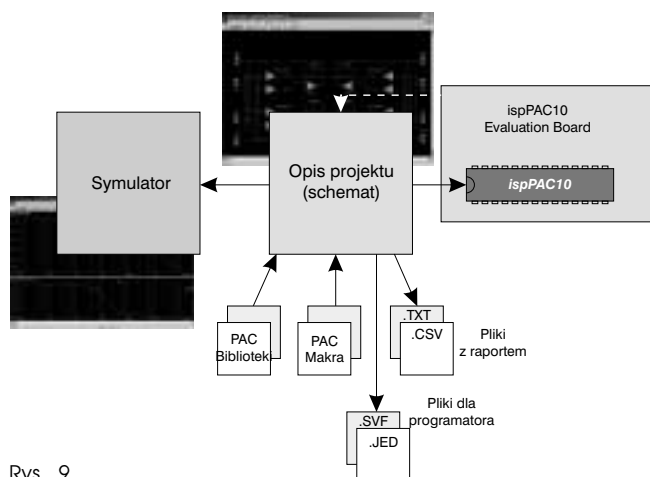 ispPAC10
Evaluation Board
Symulator
Opis projektu
(schemat)
ispPAC10
PAC
Biblioteki
PAC
Makra
.TXT
.CSV
Pliki
z raportem
Pliki dla
programatora
.SVF
.JED
Rys. 9